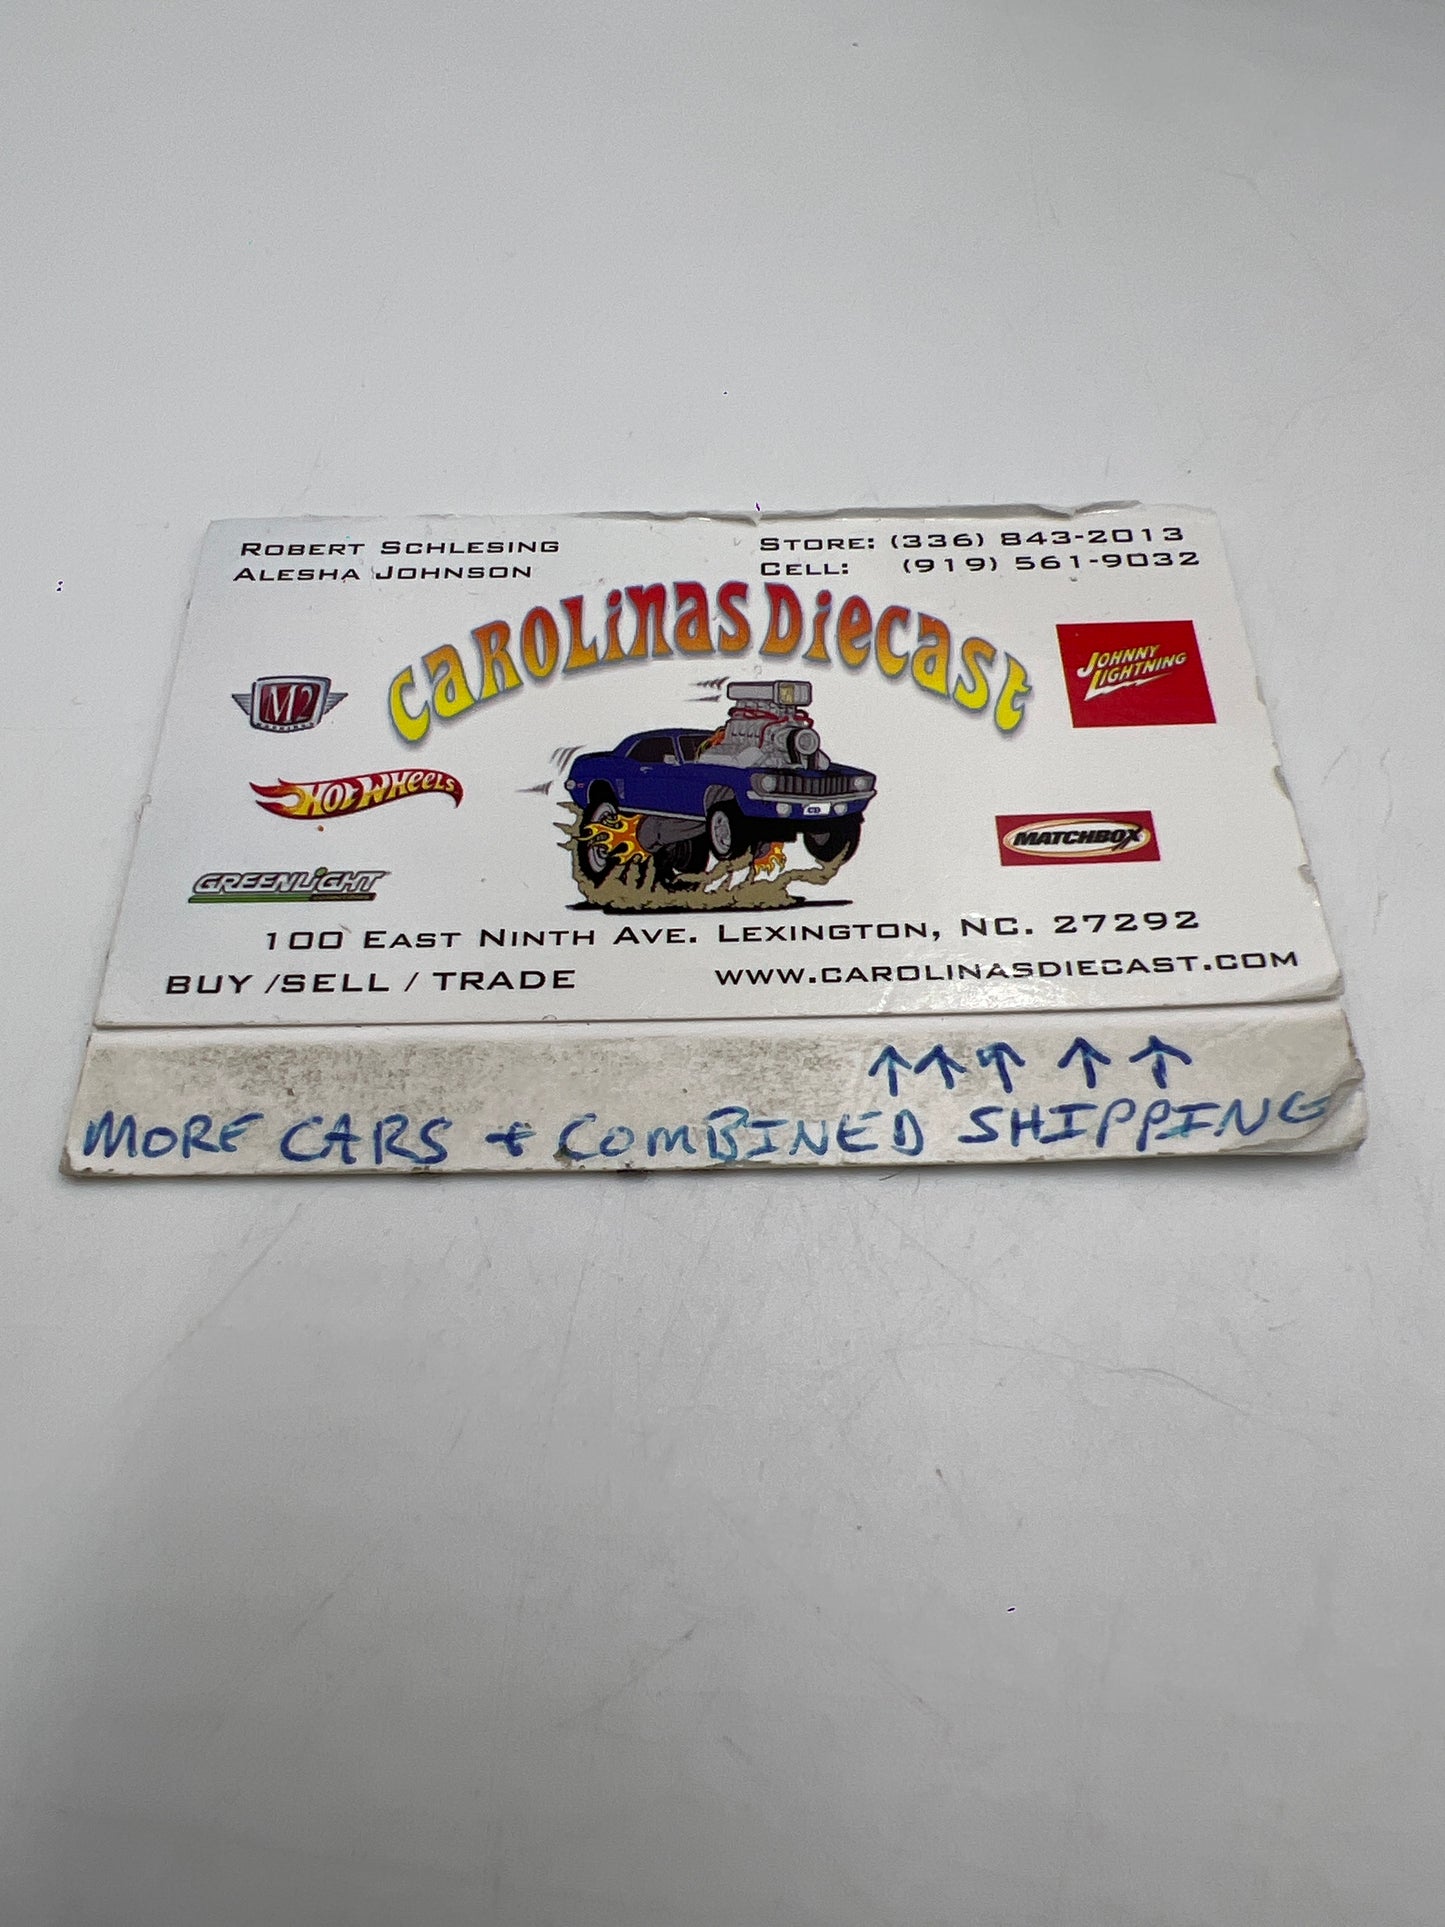 ROBERT SCHLESING
ALESHA JOHNSON
STORE: (336) 843-2013
CELL: (919) 561-9032
CAROLINAS DIECAST
M2
HOT WHEELS
GREENLIGHT
JOHNNY
LIGHTNING
MATCHBOX
100 EAST NINTH AVE. LEXINGTON, NC. 27292
BUY /SELL / TRADE
WWW.CAROLINASDIECAST.COM
↑↑↑ ↑ ↑
MORE CARS + COMBINED SHIPPING